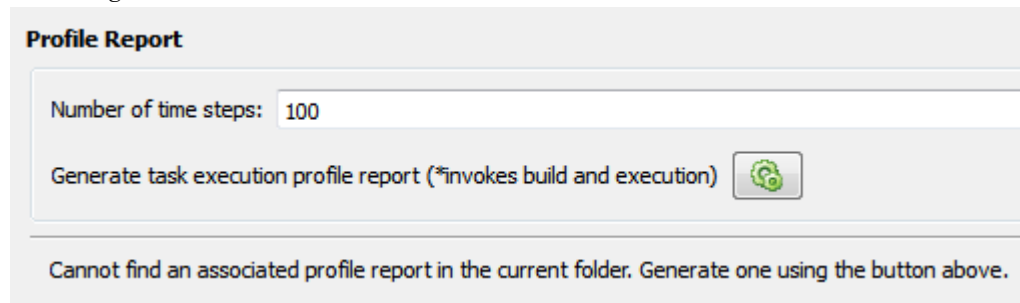 Profile Report
Number of time steps: 100
Generate task execution profile report (*invokes build and execution)
Cannot find an associated profile report in the current folder. Generate one using the button above.